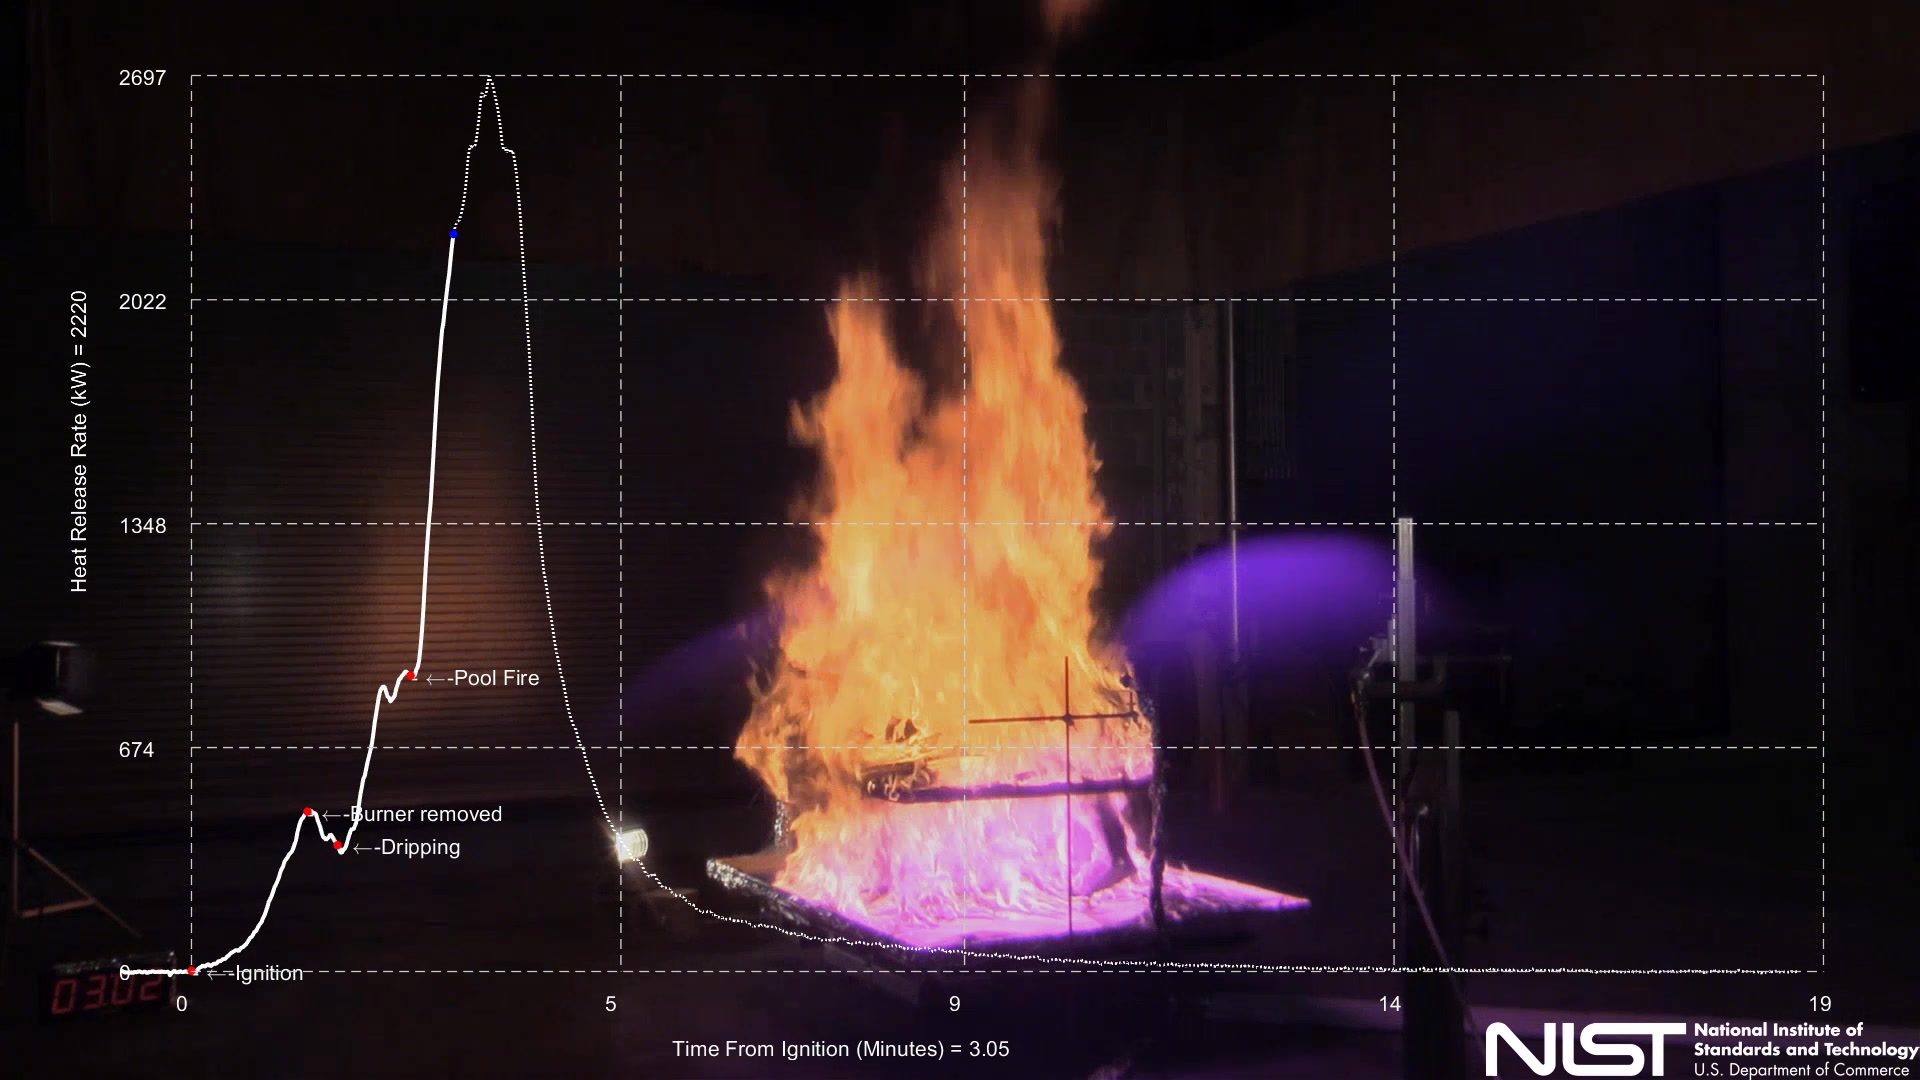 2697
2022
1348
674
0
Heat Release Rate (kW) = 2220
←-Pool Fire
←-Burner removed
←-Dripping
←-Ignition
03:02
0 5 9 14 19
Time From Ignition (Minutes) = 3.05
NIST
National Institute of
Standards and Technology
U.S. Department of Commerce